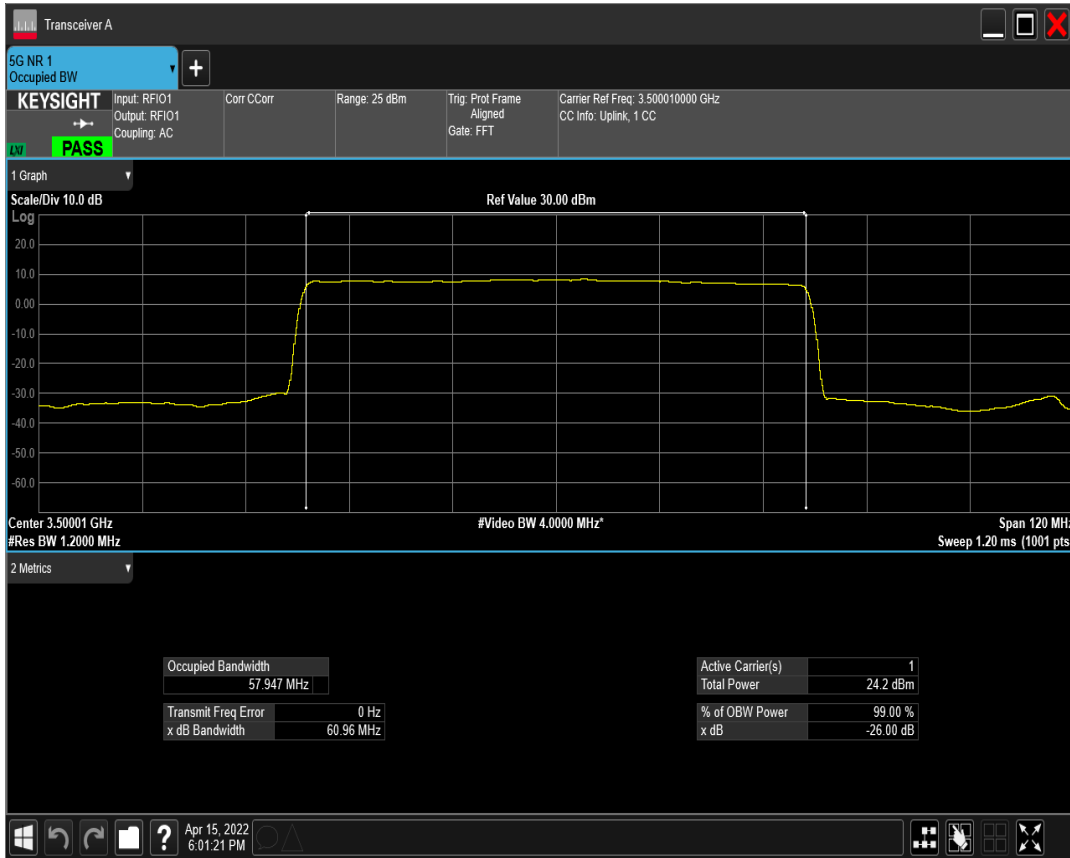 Transceiver A
5G NR 1
Occupied BW
+
KEYSIGHT
LXI
PASS
Input: RFIO1
Output: RFIO1
Coupling: AC
Corr CCorr
Range: 25 dBm
Trig: Prot Frame
Aligned
Gate: FFT
Carrier Ref Freq: 3.500010000 GHz
CC Info: Uplink, 1 CC
1 Graph
Scale/Div 10.0 dB
Ref Value 30.00 dBm
Log
20.0
10.0
0.00
-10.0
-20.0
-30.0
-40.0
-50.0
-60.0
Center 3.50001 GHz
#Video BW 4.0000 MHz*
Span 120 MHz
#Res BW 1.2000 MHz
Sweep 1.20 ms (1001 pts
2 Metrics
Occupied Bandwidth
57.947 MHz
Transmit Freq Error 0 Hz
x dB Bandwidth 60.96 MHz
Active Carrier(s) 1
Total Power 24.2 dBm
% of OBW Power 99.00 %
x dB -26.00 dB
?
Apr 15, 2022
6:01:21 PM